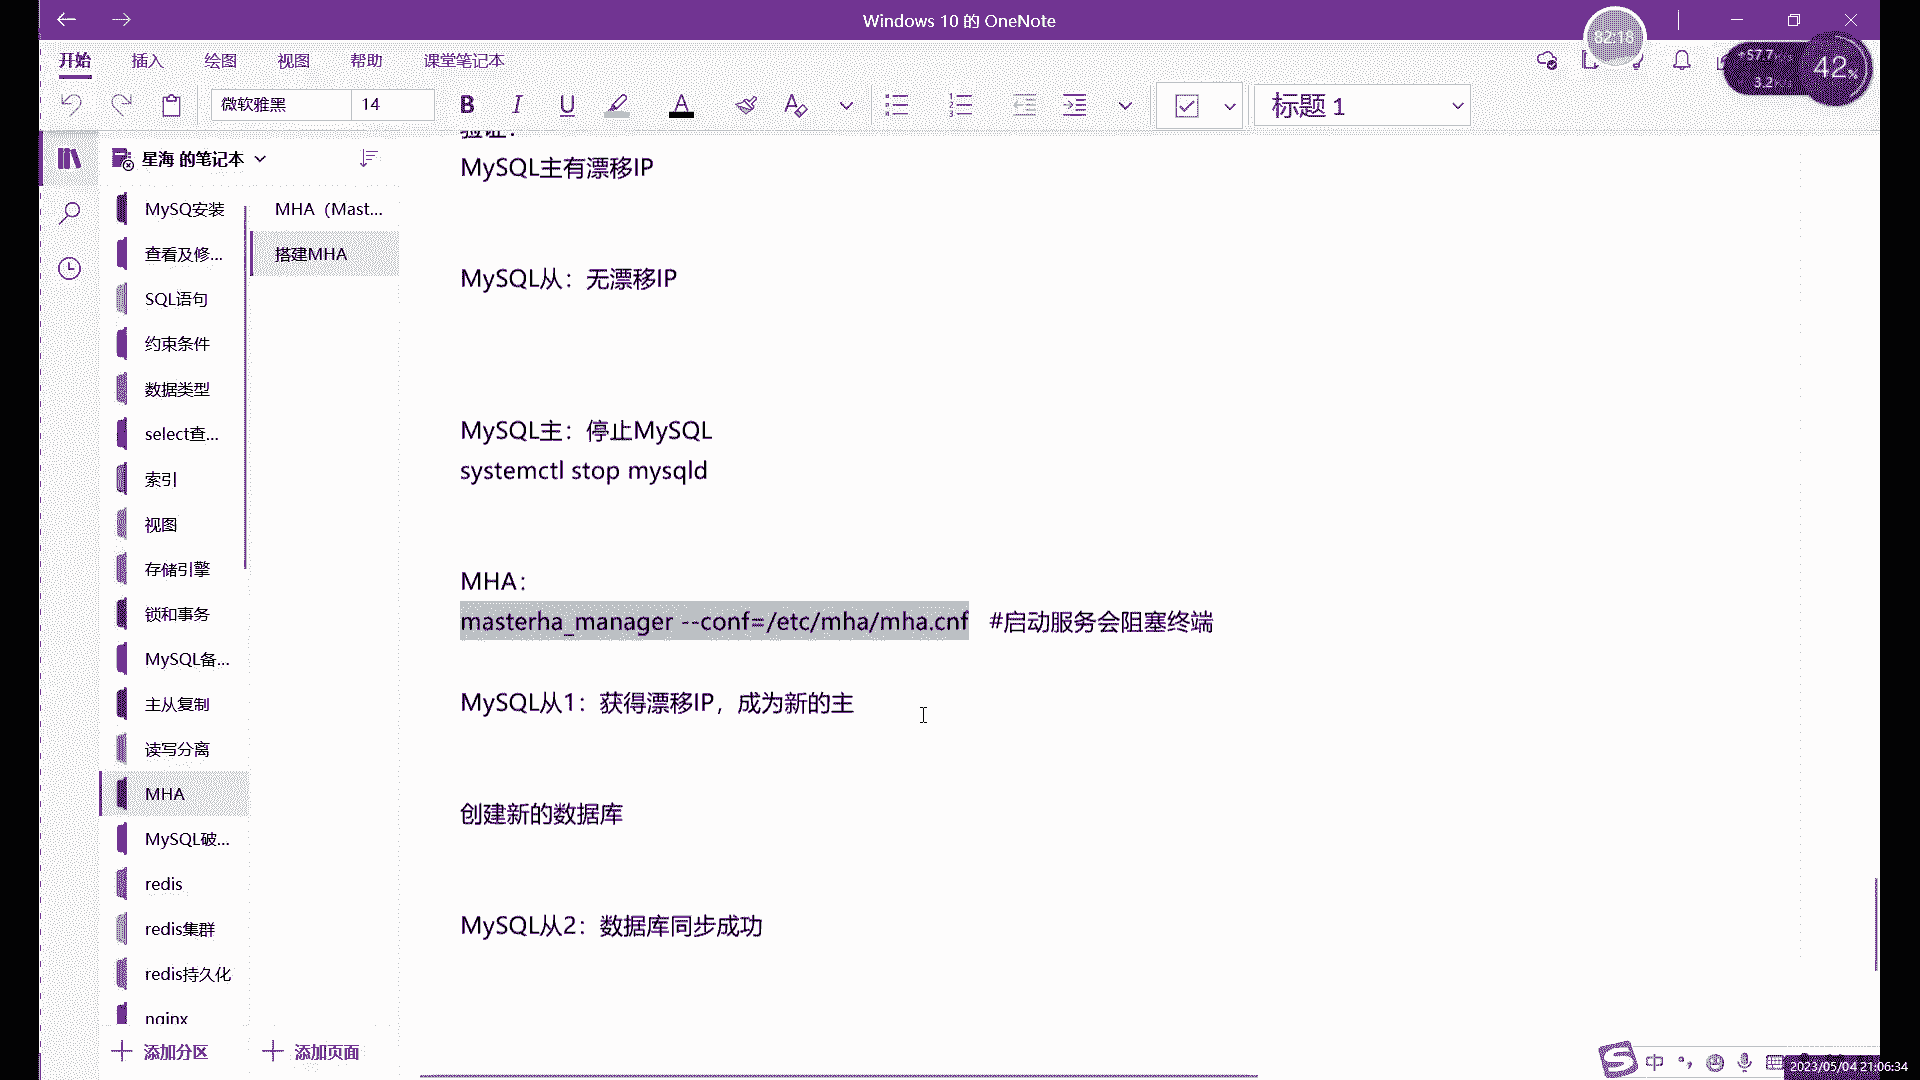 Windows 10 的 OneNote
82:18
开始 插入 绘图 视图 帮助 课堂笔记本
57.7
3.2
42%
微软雅黑 14 B I U A 标题 1
星海 的笔记本
MySQ安装
查看及修...
SQL语句
约束条件
数据类型
select查...
索引
视图
存储引擎
锁和事务
MySQL备...
主从复制
读写分离
MHA
MySQL破...
redis
redis集群
redis持久化
nginx
添加分区
MHA（Mast...
搭建MHA
添加页面
验证：
MySQL主有漂移IP
MySQL从：无漂移IP
MySQL主：停止MySQL
systemctl stop mysqld
MHA：
masterha_manager --conf=/etc/mha/mha.cnf #启动服务会阻塞终端
MySQL从1：获得漂移IP，成为新的主
创建新的数据库
MySQL从2：数据库同步成功
中
2023/05/04 21:06:34